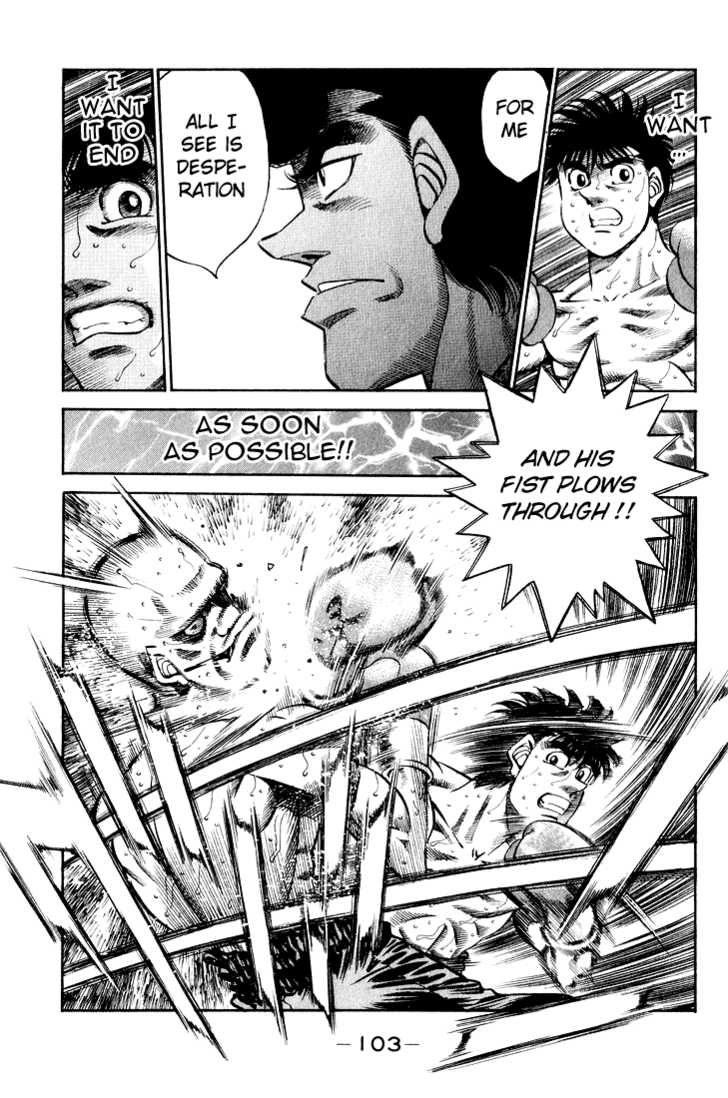 I
WANT
...
FOR
ME
ALL I
SEE IS
DESPE-
RATION
I
WANT
IT TO
END
AND HIS
FIST PLOWS
THROUGH !!
AS SOON
AS POSSIBLE!!
—103—